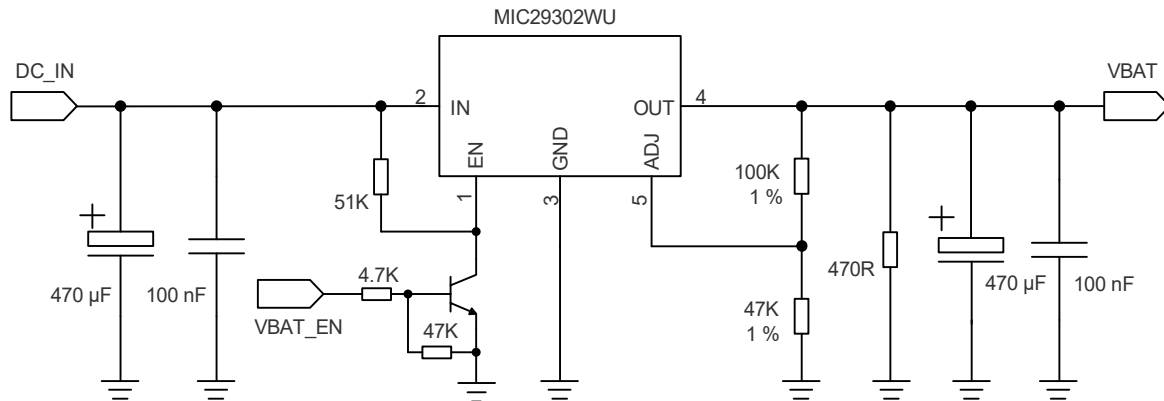 MIC29302WU
DC_IN
VBAT
2
IN
OUT
4
EN
GND
ADJ
1
3
5
51K
100K
1 %
470 µF
100 nF
4.7K
VBAT_EN
47K
47K
1 %
470R
470 µF
100 nF